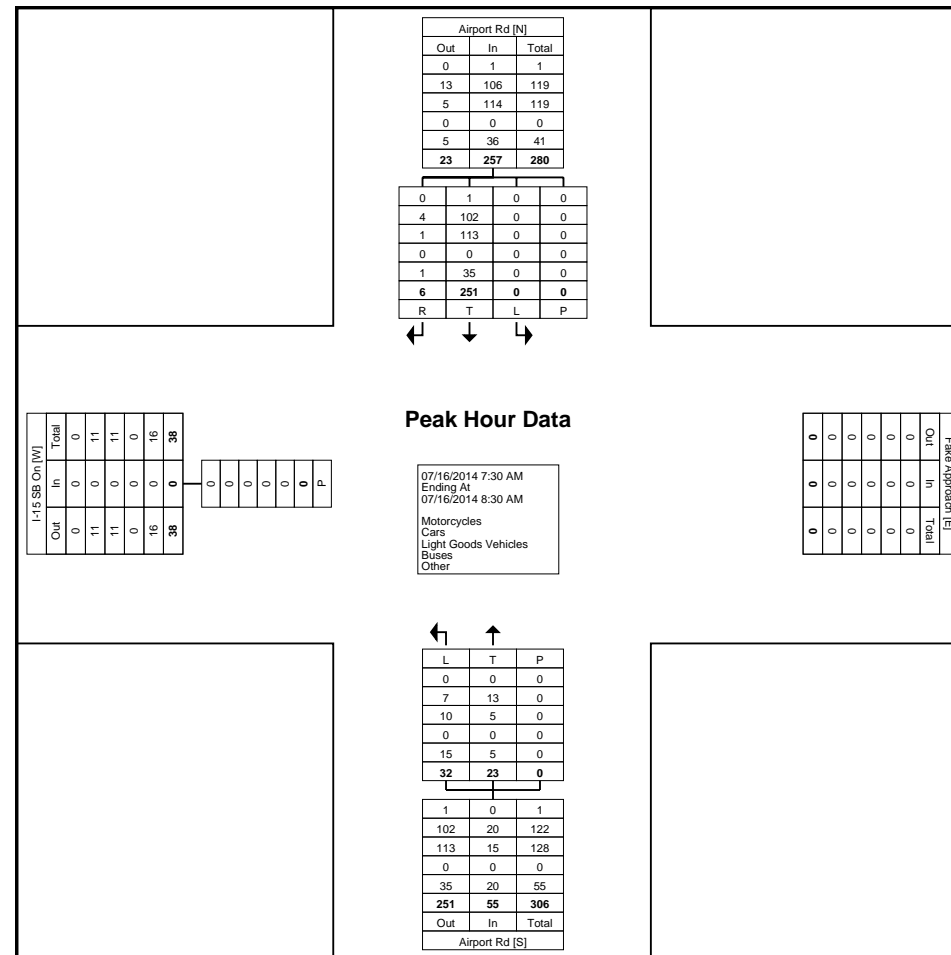 Airport Rd [N]
Out In Total
0 1 1
13 106 119
5 114 119
0 0 0
5 36 41
23 257 280
0 1 0 0
4 102 0 0
1 113 0 0
0 0 0 0
1 35 0 0
6 251 0 0
R T L P
I-15 SB On [W]
Total 0 11 11 0 16 38
In 0 0 0 0 0 0
Out 0 11 11 0 16 38
0 0 0 0 0 0 P
Peak Hour Data
07/16/2014 7:30 AM
Ending At
07/16/2014 8:30 AM
Motorcycles
Cars
Light Goods Vehicles
Buses
Other
Fake Approach [E]
Out In Total
0 0 0
0 0 0
0 0 0
0 0 0
0 0 0
0 0 0
L T P
0 0 0
7 13 0
10 5 0
0 0 0
15 5 0
32 23 0
1 0 1
102 20 122
113 15 128
0 0 0
35 20 55
251 55 306
Out In Total
Airport Rd [S]